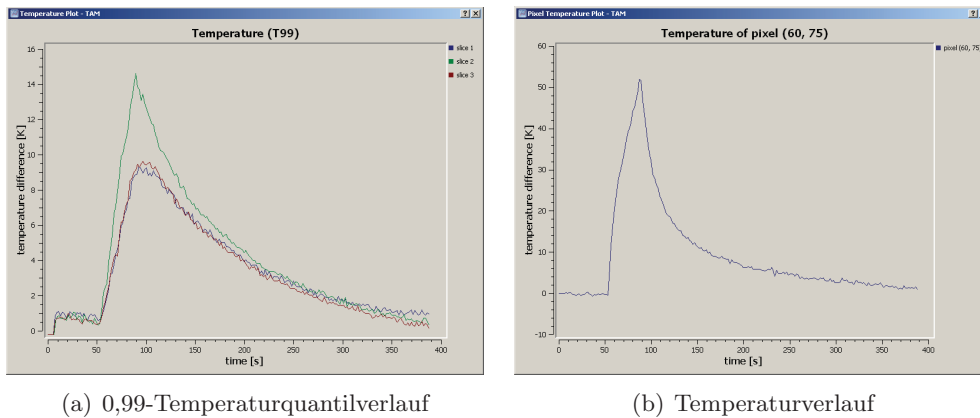 Temperature Plot - TAM
Temperature (T99)
slice 1
slice 2
slice 3
temperature difference [K]
16
14
12
10
8
6
4
2
0
0 50 100 150 200 250 300 350 400
time [s]
(a) 0,99-Temperaturquantilverlauf
Pixel Temperature Plot - TAM
Temperature of pixel (60, 75)
pixel (60, 75)
temperature difference [K]
60
50
40
30
20
10
0
-10
0 50 100 150 200 250 300 350 400
time [s]
(b) Temperaturverlauf